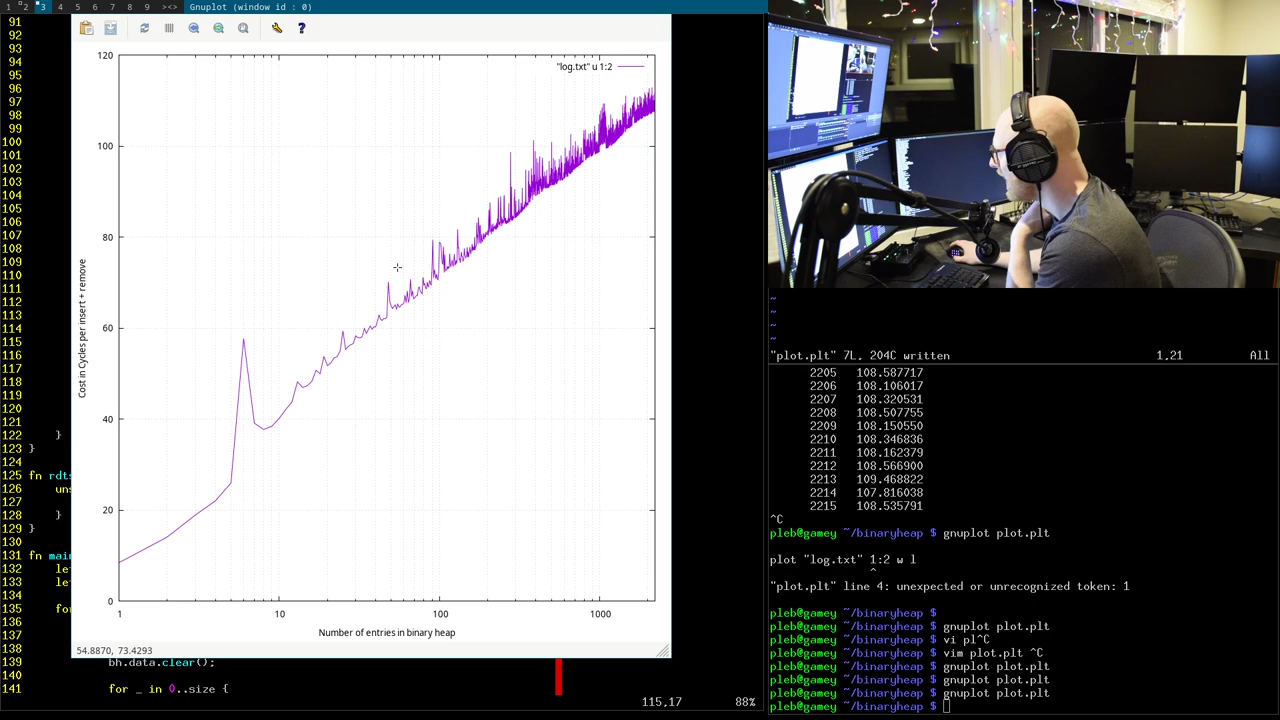 1 2 3 4 5 6 7 8 9 ><> Gnuplot (window id : 0)
91
92
93
94
95
96
97
98
99
100
101
102
103
104
105
106
107
108
109
110
111
112
113
114
115
116
117
118
119
120
121
122 }
123 }
124
125 fn rdts
126 uns
127
128 }
129 }
130
131 fn main
132 let
133 let
134
135 for
136
137
138
139 bh.data.clear();
140
141 for _ in 0..size {
115,17 88%
?
"log.txt" u 1:2
120
100
80
60
40
20
0
Cost in Cycles per insert + remove
1 10 100 1000
Number of entries in binary heap
54.8870, 73.4293
~
~
~
~
"plot.plt" 7L, 204C written 1,21 All
2205 108.587717
2206 108.106017
2207 108.320531
2208 108.507755
2209 108.150550
2210 108.346836
2211 108.162379
2212 108.566900
2213 109.468822
2214 107.816038
2215 108.535791
^C
pleb@gamey ~/binaryheap $ gnuplot plot.plt
plot "log.txt" 1:2 w l
^
"plot.plt" line 4: unexpected or unrecognized token: 1
pleb@gamey ~/binaryheap $
pleb@gamey ~/binaryheap $ gnuplot plot.plt
pleb@gamey ~/binaryheap $ vi pl^C
pleb@gamey ~/binaryheap $ vim plot.plt ^C
pleb@gamey ~/binaryheap $ gnuplot plot.plt
pleb@gamey ~/binaryheap $ gnuplot plot.plt
pleb@gamey ~/binaryheap $ gnuplot plot.plt
pleb@gamey ~/binaryheap $